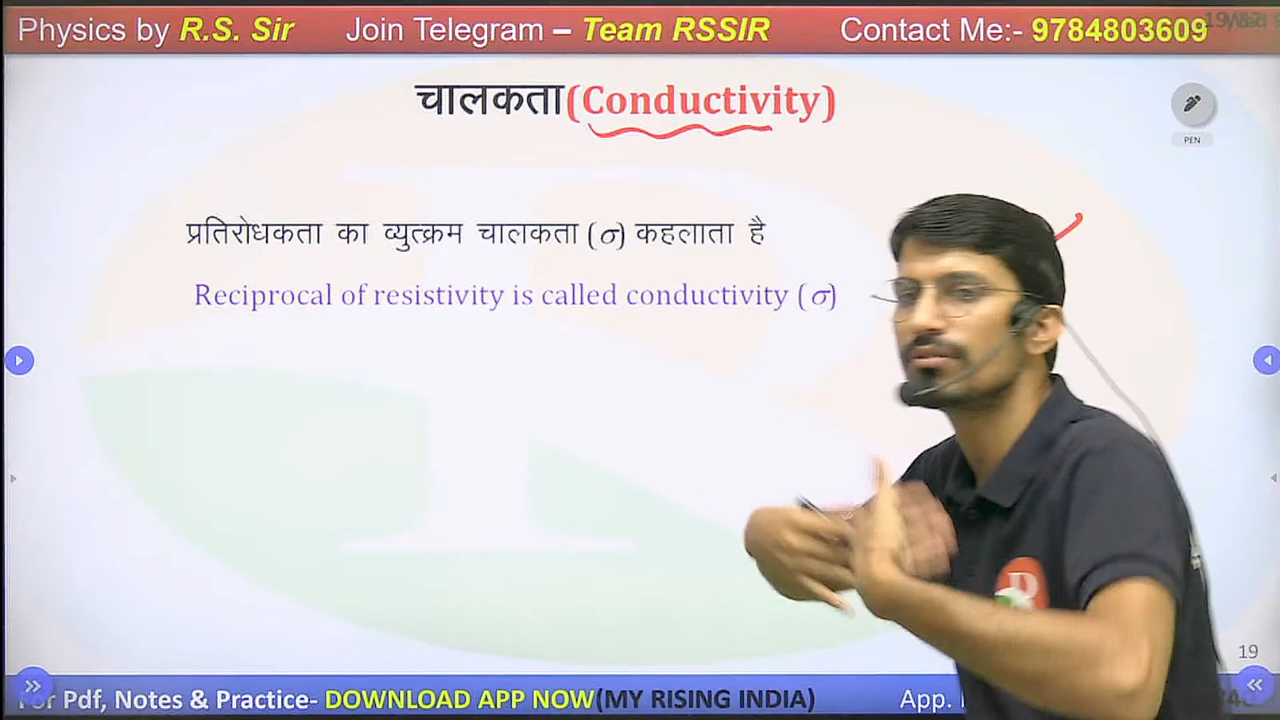 Physics by R.S. Sir Join Telegram – Team RSSIR Contact Me:- 9784803609
चालकता(Conductivity)
PEN
प्रतिरोधकता का व्युत्क्रम चालकता (σ) कहलाता है
Reciprocal of resistivity is called conductivity (σ)
19
For Pdf, Notes & Practice- DOWNLOAD APP NOW(MY RISING INDIA) App.